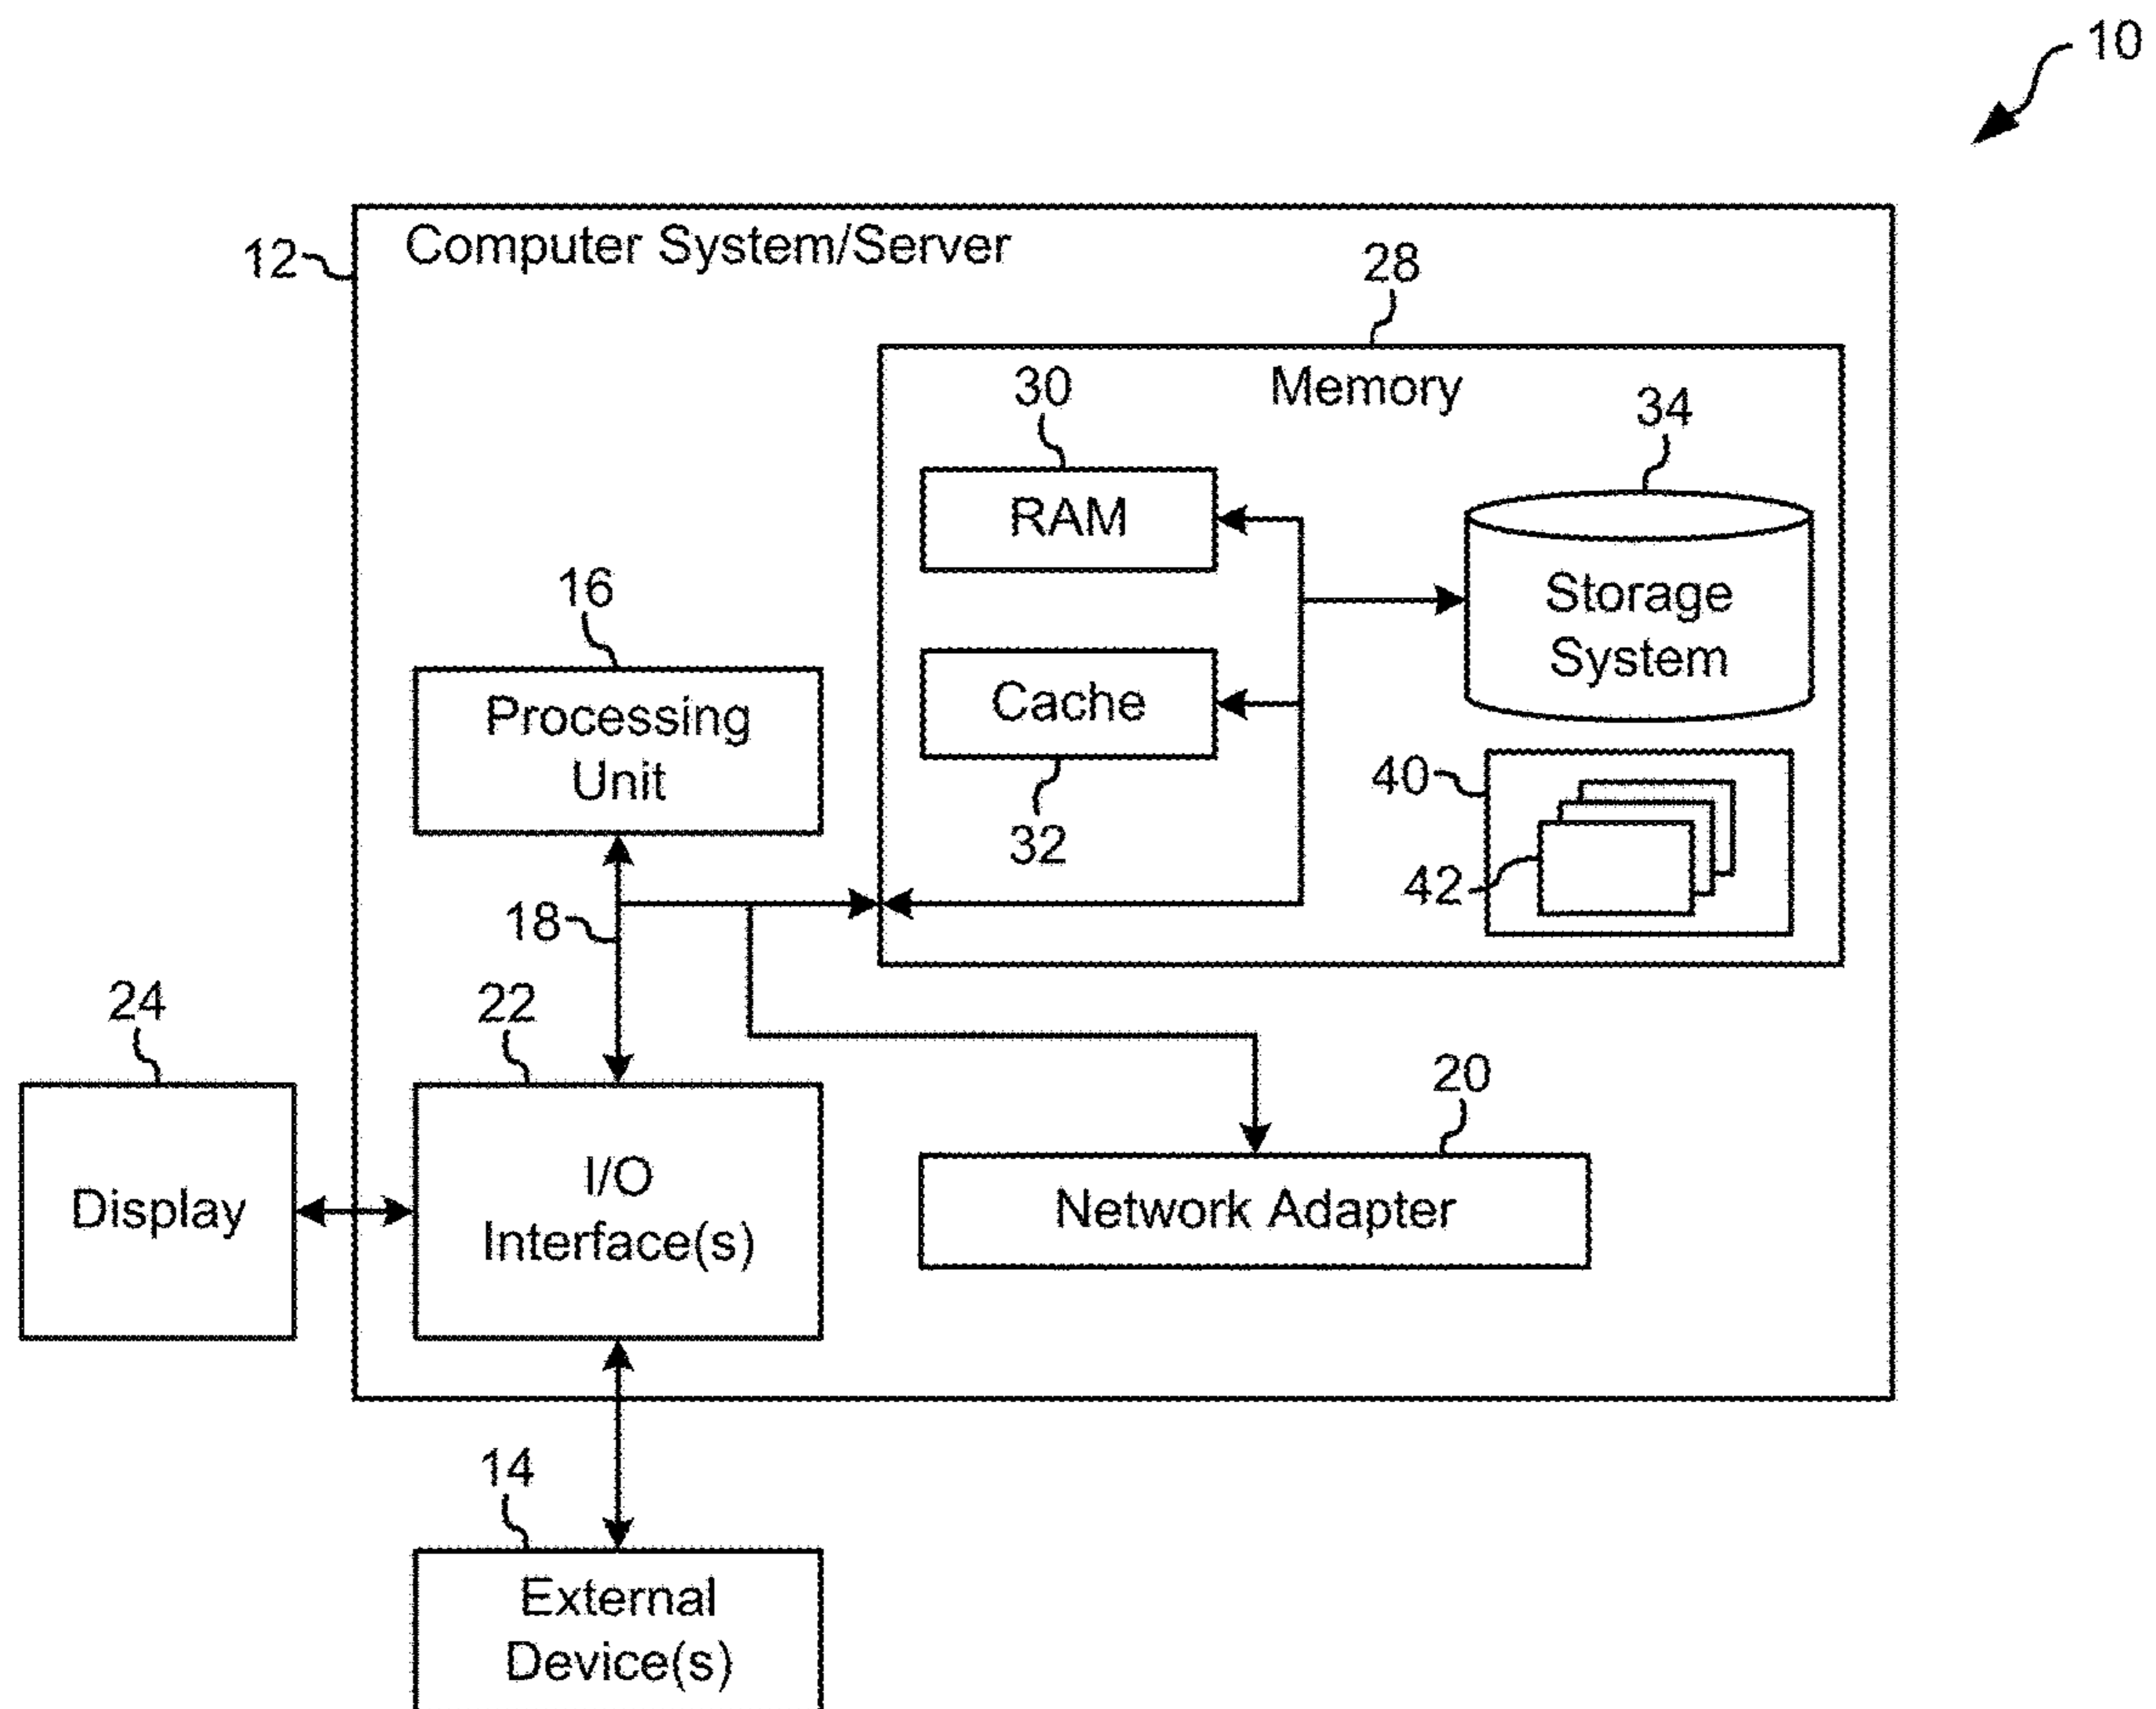 10
12
Computer System/Server
28
Memory
30
34
RAM
Storage
System
16
Processing
Unit
Cache
32
40
42
18
24
22
20
Display
I/O
Interface(s)
Network Adapter
14
External
Device(s)